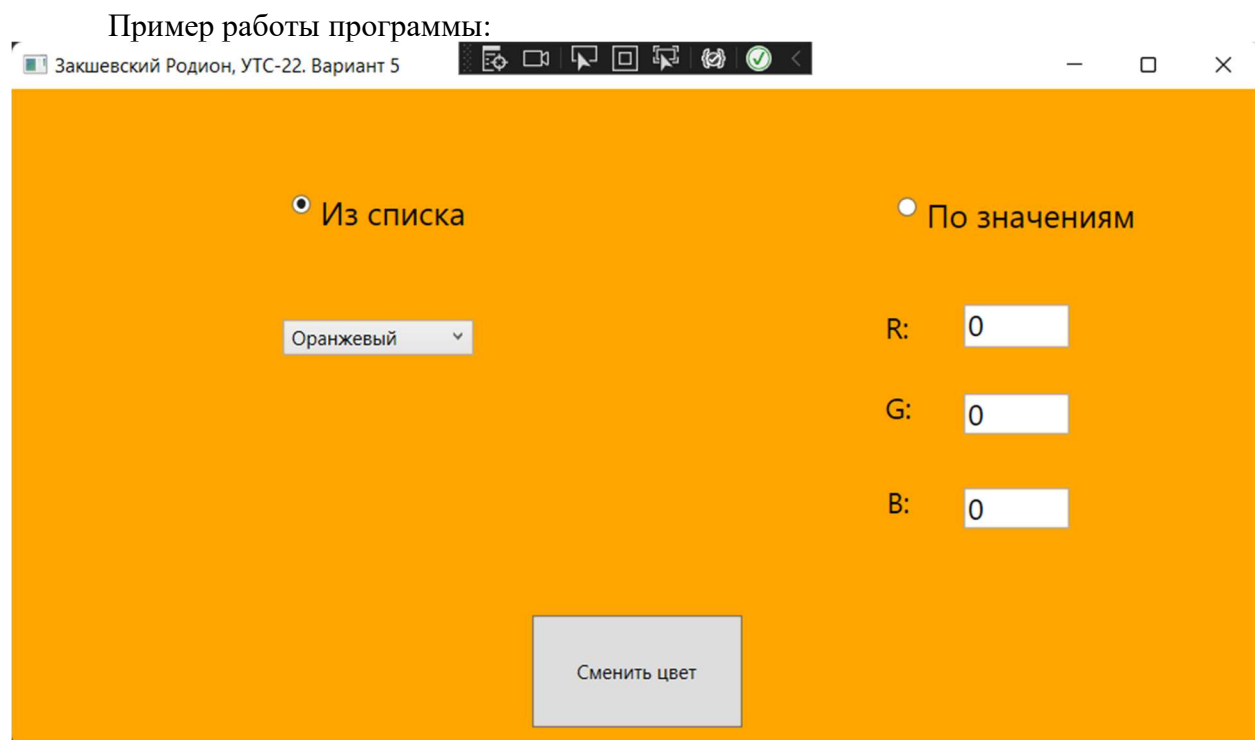 Пример работы программы:
Закшевский Родион, УТС-22. Вариант 5
Из списка
По значениям
Оранжевый
R: 0
G: 0
B: 0
Сменить цвет